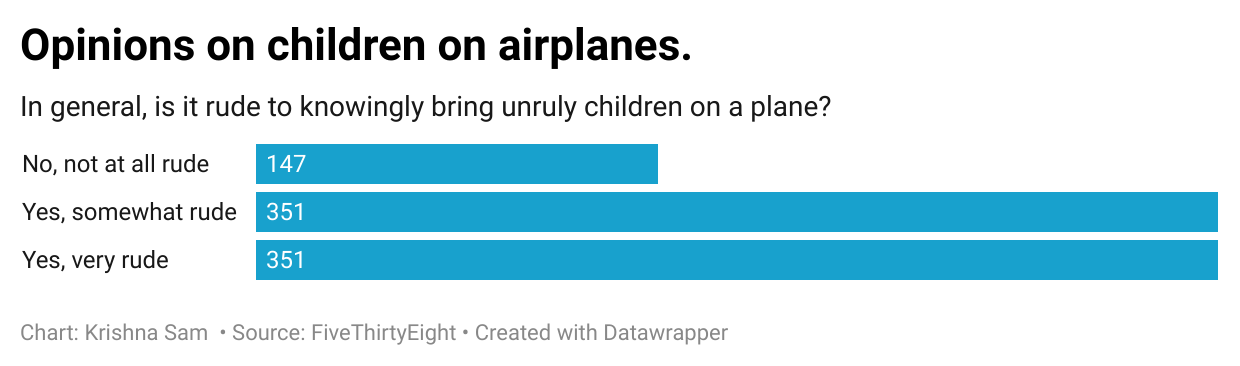 Opinions on children on airplanes.
In general, is it rude to knowingly bring unruly children on a plane?
No, not at all rude 147
Yes, somewhat rude 351
Yes, very rude 351
Chart: Krishna Sam • Source: FiveThirtyEight • Created with Datawrapper